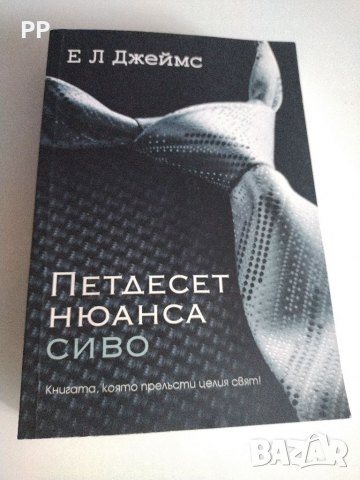 PP
Е Л Джеймс
ПЕТДЕСЕТ
НЮАНСА
СИВО
Книгата, която прелъсти целия свят!
BAZAR